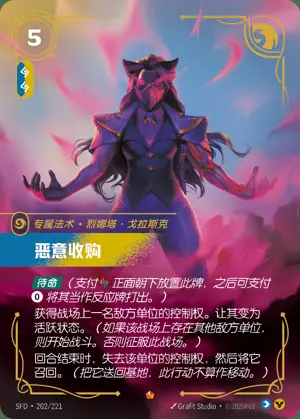 5
专属法术•烈娜塔·戈拉斯克
恶意收购
待命（支付 正面朝下放置此牌，之后可支付
0 将其当作反应牌打出。）
获得战场上一名敌方单位的控制权。让其变为
活跃状态。（如果该战场上存在其他敌方单位，
则开始战斗。否则征服此战场。）
回合结束时，失去该单位的控制权，然后将它
召回。（把它送回基地，此行动不算作移动。）
SFD • 202/221
Grafit Studio